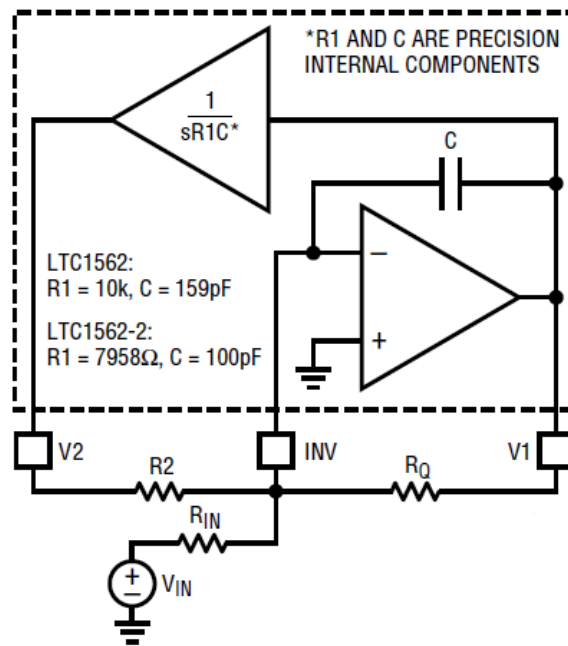 *R1 AND C ARE PRECISION
INTERNAL COMPONENTS
1
sR1C*
C
−
+
LTC1562:
R1 = 10k, C = 159pF
LTC1562-2:
R1 = 7958Ω, C = 100pF
V2
INV
V1
R2
RQ
RIN
+
−
VIN